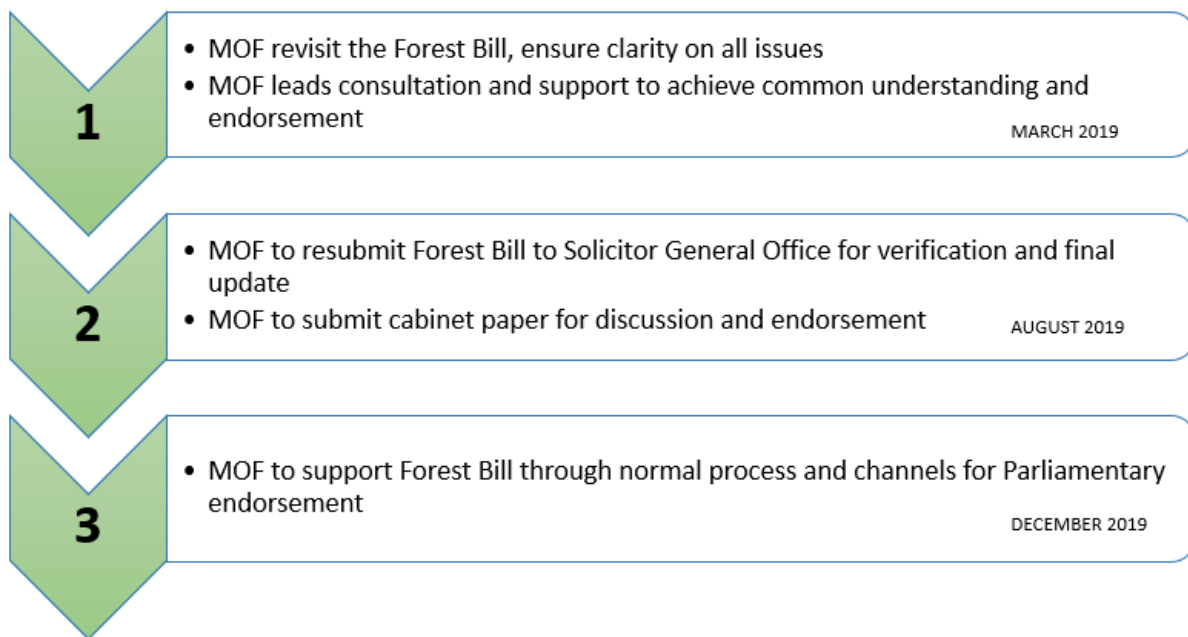 1
• MOF revisit the Forest Bill, ensure clarity on all issues
• MOF leads consultation and support to achieve common understanding and
endorsement
MARCH 2019
2
• MOF to resubmit Forest Bill to Solicitor General Office for verification and final
update
• MOF to submit cabinet paper for discussion and endorsement
AUGUST 2019
3
• MOF to support Forest Bill through normal process and channels for Parliamentary
endorsement
DECEMBER 2019